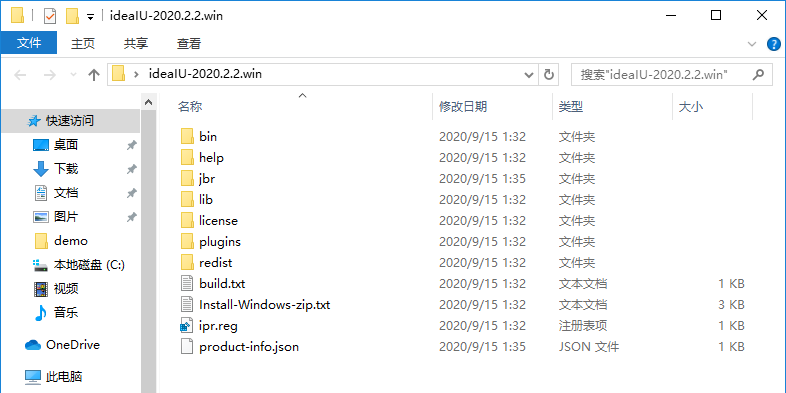 ideaIU-2020.2.2.win
文件 主页 共享 查看
ideaIU-2020.2.2.win 搜索"ideaIU-2020.2.2.win"
名称 修改日期 类型 大小
快速访问
桌面
下载
文档
图片
demo
本地磁盘 (C:)
视频
音乐
OneDrive
此电脑
bin 2020/9/15 1:32 文件夹
help 2020/9/15 1:32 文件夹
jbr 2020/9/15 1:35 文件夹
lib 2020/9/15 1:32 文件夹
license 2020/9/15 1:32 文件夹
plugins 2020/9/15 1:32 文件夹
redist 2020/9/15 1:32 文件夹
build.txt 2020/9/15 1:32 文本文档 1 KB
Install-Windows-zip.txt 2020/9/15 1:32 文本文档 3 KB
ipr.reg 2020/9/15 1:32 注册表项 1 KB
product-info.json 2020/9/15 1:35 JSON 文件 1 KB